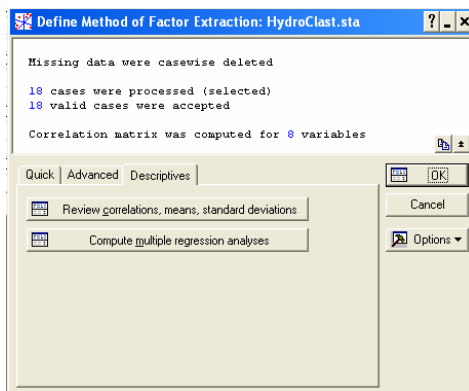 Define Method of Factor Extraction: HydroClast.sta
Missing data were casewise deleted
18 cases were processed (selected)
18 valid cases were accepted
Correlation matrix was computed for 8 variables
Quick Advanced Descriptives
OK
Review correlations, means, standard deviations
Cancel
Compute multiple regression analyses
Options